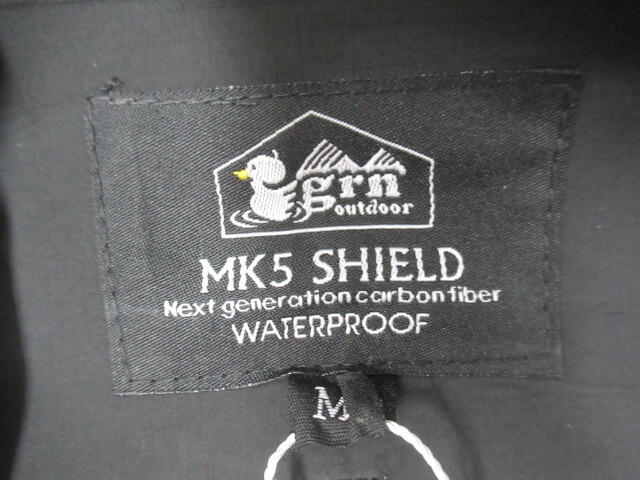 grn
outdoor
MK5 SHIELD
Next generation carbon fiber
WATERPROOF
M